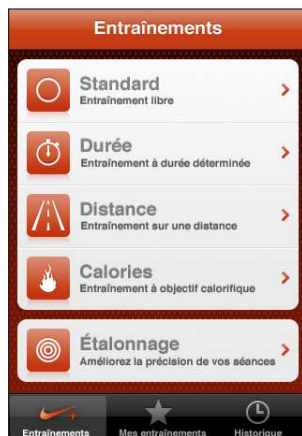 Entraînements
Standard
Entraînement libre
Durée
Entraînement à durée déterminée
Distance
Entraînement sur une distance
Calories
Entraînement à objectif calorifique
Étalonnage
Améliorez la précision de vos séances
Entraînements Mes entraînements Historique